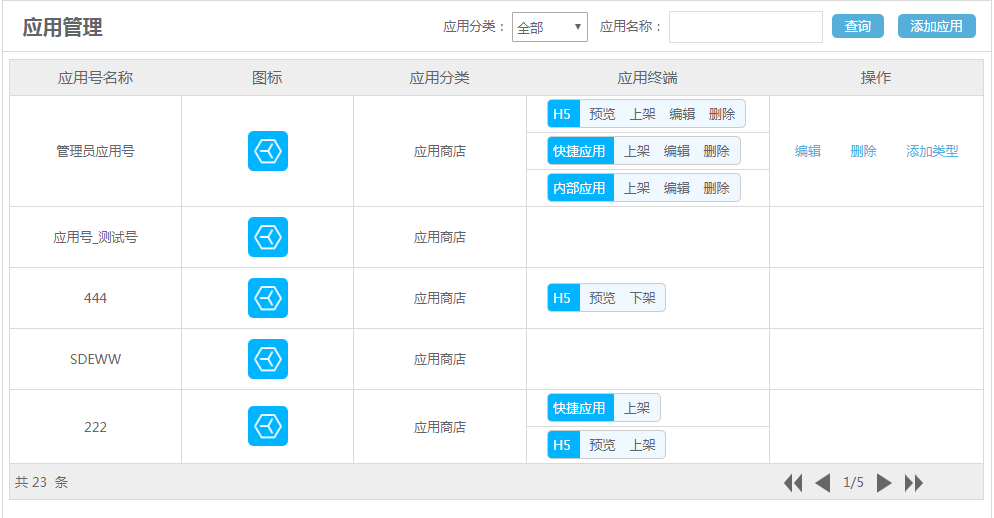 应用管理 应用分类： 全部 应用名称： 查询 添加应用
应用号名称 图标 应用分类 应用终端 操作
H5 预览 上架 编辑 删除
管理员应用号 应用商店 快捷应用 上架 编辑 删除 编辑 删除 添加类型
内部应用 上架 编辑 删除
应用号_测试号 应用商店
444 应用商店 H5 预览 下架
SDEWW 应用商店
快捷应用 上架
222 应用商店
H5 预览 上架
共 23 条 1/5